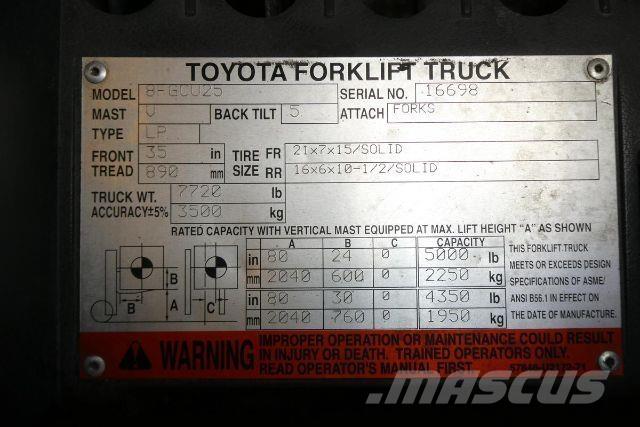 TOYOTA FORKLIFT TRUCK
MODEL 8-GCU25 SERIAL NO. 16698
MAST V BACK TILT 5 ATTACH FORKS
TYPE LP
FRONT TREAD 35 in 890 mm
TIRE SIZE FR 21x7x15/SOLID
RR 16x6x10-1/2/SOLID
TRUCK WT. 7720 lb
ACCURACY±5% 3500 kg
RATED CAPACITY WITH VERTICAL MAST EQUIPPED AT MAX. LIFT HEIGHT "A" AS SHOWN
A B C CAPACITY
in 80 24 0 5000 lb
mm 2040 600 0 2250 kg
in 80 30 0 4350 lb
mm 2040 760 0 1950 kg
B
A
B
C
THIS FORKLIFT TRUCK
MEETS OR EXCEEDS DESIGN
SPECIFICATIONS OF ASME/
ANSI B56.1 IN EFFECT ON
THE DATE OF MANUFACTURE.
WARNING
IMPROPER OPERATION OR MAINTENANCE COULD RESULT
IN INJURY OR DEATH. TRAINED OPERATORS ONLY.
READ OPERATOR'S MANUAL FIRST.
MASCUS